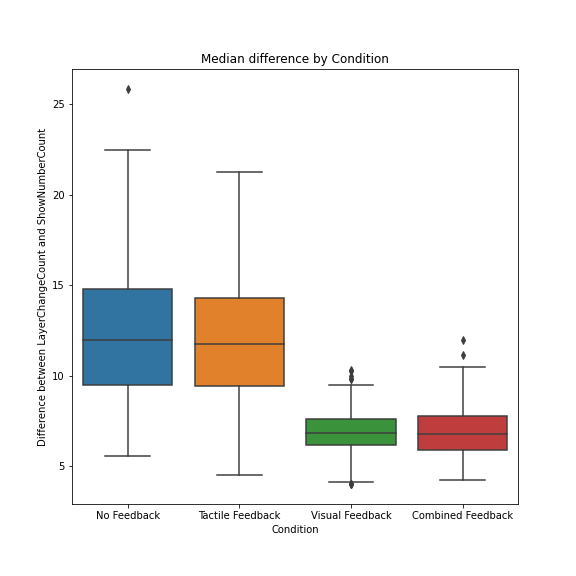 Median difference by Condition
Difference between LayerChangeCount and ShowNumberCount
25
20
15
10
5
No Feedback
Tactile Feedback
Visual Feedback
Combined Feedback
Condition